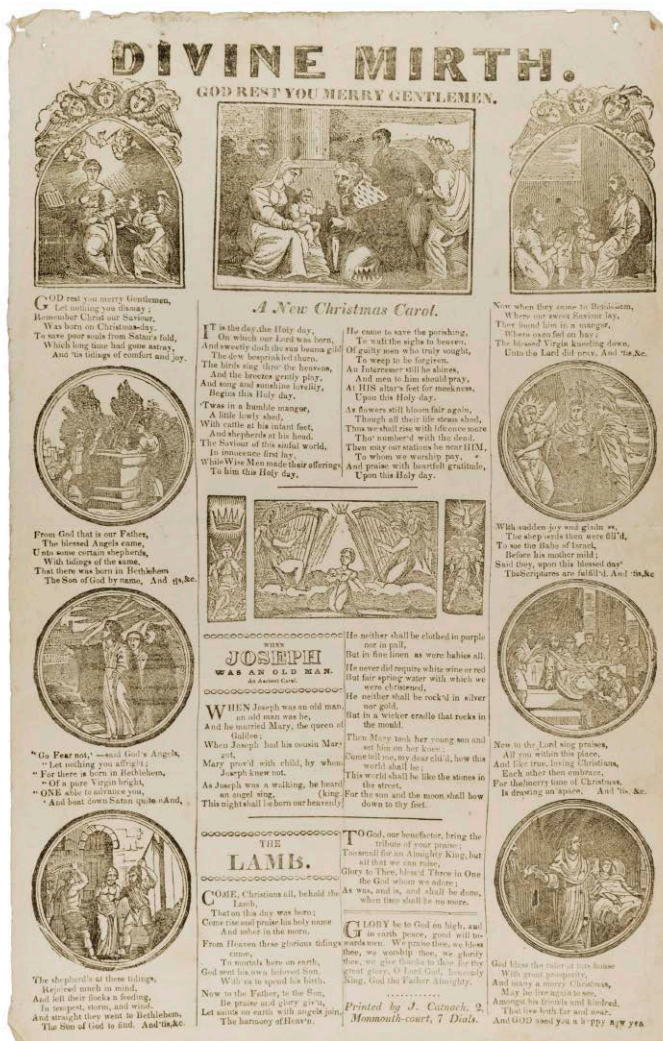 DIVINE MIRTH.
GOD REST YOU MERRY GENTLEMEN.
GOD rest you merry Gentlemen,
Let nothing you dismay;
Remember Christ our Saviour,
Was born on Christmas-day.
To save poor souls from Satan's fold,
Which long time had gone astray,
And 'tis tidings of comfort and joy.
From God that is our Father,
The blessed Angels came,
Unto some certain shepherds,
With tidings of the same,
That there was born in Bethlehem
The Son of God by name, And 'tis,&c.
"Go Fear not,'—said God's Angels,
"Let nothing you affright;
"For there is born in Bethlehem,
"Of a pure Virgin bright,
"ONE able to advance you,
'And beat down Satan quite And,
The shepherds at these tidings,
Rejoiced much in mind,
And left their flocks a feeding,
In tempest, storm, and wind.
And straight they went to Bethlehem,
The Son of God to find. And 'tis,&c.
A New Christmas Carol.
IT is the day, the Holy day,
On which our Lord was born,
And sweetly doth the sun beams gild
The dew besprinkled thorn.
The birds sing thro' the heavens,
And the breezes gently play,
And song and sunshine lovelily,
Begins this Holy day.
'Twas in a humble manger,
A little lowly shed,
With cattle at his infant feet,
And shepherds at his head.
The Saviour of this sinful world,
In innocence first lay,
While Wise Men made their offerings
To him this Holy day.
He came to save the perishing,
To waft the sighs to heaven,
Of guilty men who truly sought,
To weep to be forgiven.
An Intercessor still he shines,
And men to him should pray,
At HIS altar's feet for meekness,
Upon this Holy day.
As flowers still bloom fair again,
Though all their life seem shed,
Thus we shall rise with life once more
Tho' number'd with the dead.
Then may our stations be near HIM,
To whom we worship pay,
And praise with heartfelt gratitude,
Upon this Holy day.
WHEN
JOSEPH
WAS AN OLD MAN.
An Ancient Carol.
WHEN Joseph was an old man,
an old man was he,
And he married Mary, the queen of
Galilee;
When Joseph had his cousin Mary
got,
Mary prov'd with child, by whom
Joseph knew not.
As Joseph was a walking, he heard
an angel sing, (king.
This night shall be born our heavenly
He neither shall be clothed in purple
nor in pall,
But in fine linen as were babies all.
He never did require white wine or red
But fair spring water with which we
were christened,
He neither shall be rock'd in silver
nor gold,
But in a wicker cradle that rocks in
the mould.
Then Mary took her young son and
set him on her knee;
Come tell me, my dear child, how this
world shall be;
This world shall be like the stones in
the street,
For the sun and the moon shall bow
down to thy feet.
THE
LAMB.
COME, Christians all, behold the
Lamb,
That on this day was born;
Come rise and praise his holy name
And usher in the morn.
From Heaven these glorious tidings
came,
To mortals here on earth,
God sent his own beloved Son,
With us to spend his birth.
Now to the Father, to the Son,
Be praise and glory giv'n,
Let saints on earth with angels join,
The harmony of Heav'n.
TO God, our benefactor, bring the
tribute of your praise;
Too small for an Almighty King, but
all that we can raise,
Glory to Thee, bless'd Three in One
the God whom we adore;
As was, and is, and shall be done,
when time shall be no more.
GLORY be to God on high, and
in earth peace, good will to-
wards men. We praise thee, we bless
thee, we worship thee, we glorify
thee, we give thanks to thee for thy
great glory, O Lord God, heavenly
King, God the Father Almighty.
Printed by J. Catnach, 2,
Monmouth-court, 7 Dials.
Now when they came to Bethlehem,
Where our sweet Saviour lay,
They found him in a manger,
Where oxen fed on hay;
The blessed Virgin kneeling down,
Unto the Lord did pray. And 'tis,&c.
With sudden joy and gladness,
The shepherds then were fill'd,
To see the Babe of Israel,
Before his mother mild;
Said they, upon this blessed day'
The Scriptures are fulfil'd. And 'tis,&c.
Now to the Lord sing praises,
All you within this place,
And like true, loving Christians,
Each other then embrace,
For the merry time of Christmas,
Is drawing on apace. And 'tis, &c.
God bless the ruler of this house
With great prosperity,
And many a merry Christmas,
May he live again to see,
Amongst his friends and kindred,
That live both far and near.
And GOD send you a happy new year.